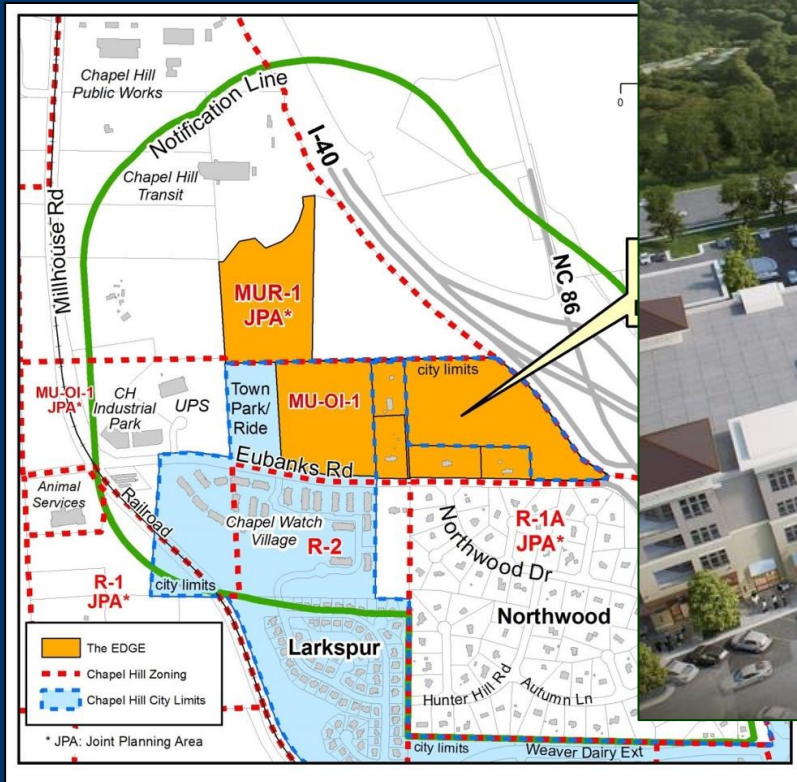 Chapel Hill
Public Works
Notification Line
I-40
0
Chapel Hill
Transit
Millhouse Rd
MUR-1
JPA*
NC 86
city limits
MU-OI-1
JPA*
CH
Industrial
Park
UPS
Town
Park/
Ride
MU-OI-1
Eubanks Rd
Animal
Services
Railroad
Chapel Watch
Village
R-2
R-1A
JPA*
Northwood Dr
R-1
JPA*
city limits
Northwood
Larkspur
The EDGE
Chapel Hill Zoning
Chapel Hill City Limits
Hunter Hill Rd
Autumn Ln
* JPA: Joint Planning Area
city limits
Weaver Dairy Ext